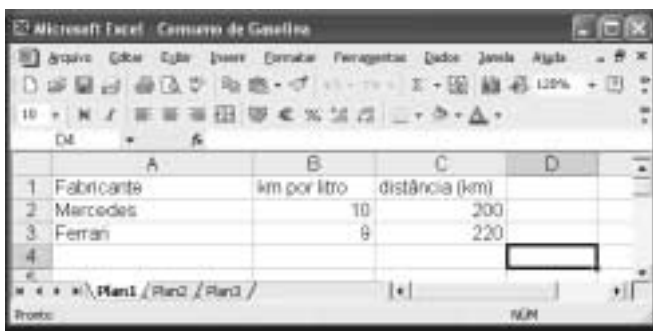 Microsoft Excel - Consumo de Gasolina
Arquivo Editar Exibir Inserir Formatar Ferramentas Dados Janela Ajuda
120%
10 N I € %
D4 fx
A B C D
1 Fabricante km por litro distância (km)
2 Mercedes 10 200
3 Ferrari 9 220
4
Plan1 Plan2 Plan3
Pronto NÚM